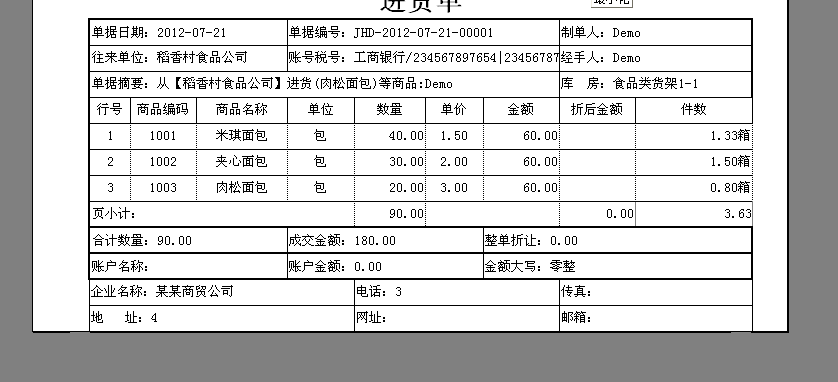 进货单
单据日期: 2012-07-21 单据编号: JHD-2012-07-21-00001 制单人: Demo
往来单位: 稻香村食品公司 账号税号: 工商银行/234567897654|23456787 经手人: Demo
单据摘要: 从【稻香村食品公司】进货(肉松面包)等商品:Demo 库 房: 食品类货架1-1
行号 商品编码 商品名称 单位 数量 单价 金额 折后金额 件数
1 1001 米琪面包 包 40.00 1.50 60.00 1.33箱
2 1002 夹心面包 包 30.00 2.00 60.00 1.50箱
3 1003 肉松面包 包 20.00 3.00 60.00 0.80箱
页小计: 90.00 0.00 3.63
合计数量: 90.00 成交金额: 180.00 整单折让: 0.00
账户名称: 账户金额: 0.00 金额大写: 零整
企业名称: 某某商贸公司 电话: 3 传真:
地 址: 4 网址: 邮箱: